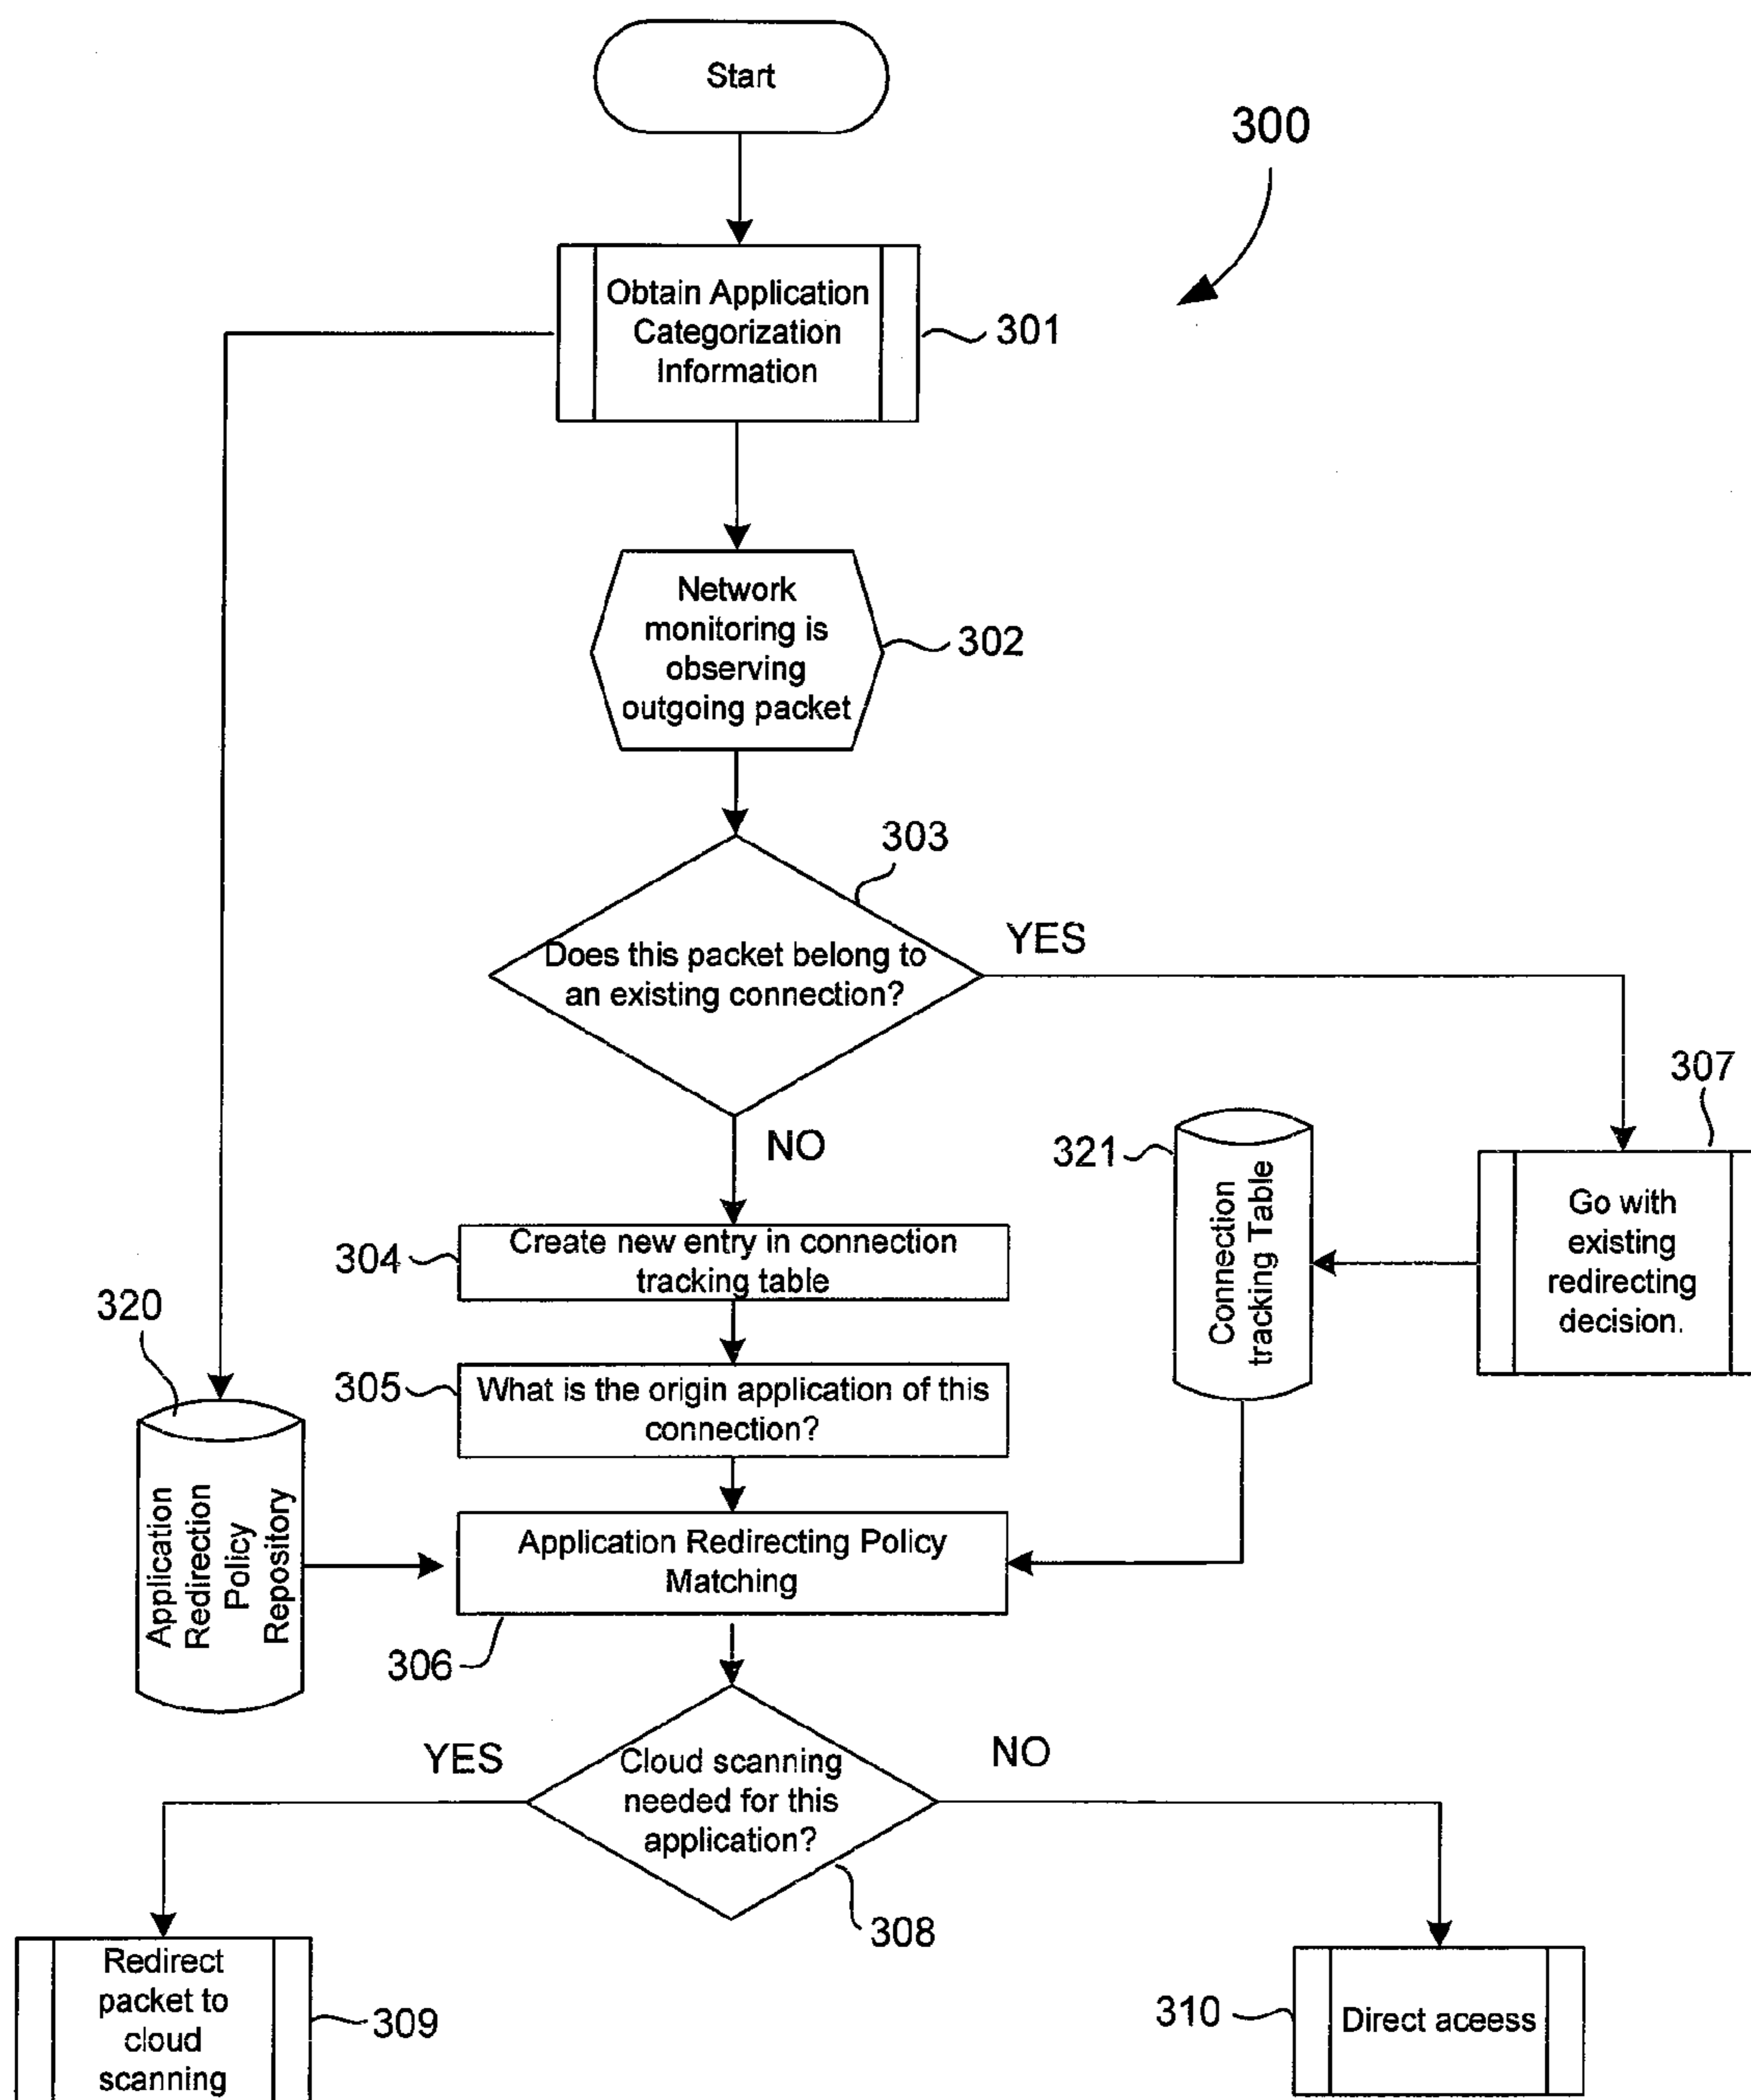 Start
300
Obtain Application
Categorization
Information
301
Network
monitoring is
observing
outgoing packet
302
303
Does this packet belong to
an existing connection?
YES
NO
307
Go with
existing
redirecting
decision.
321
Connection
tracking Table
304
Create new entry in connection
tracking table
305
What is the origin application of this
connection?
320
Application
Redirection
Policy
Repository
Application Redirecting Policy
Matching
306
Cloud scanning
needed for this
application?
YES
NO
308
Redirect
packet to
cloud
scanning
309
310
Direct aceess